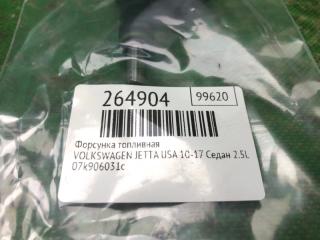 264904 99620
Форсунка топливная
VOLKSWAGEN JETTA USA 10-17 Седан 2.5L
07k906031c